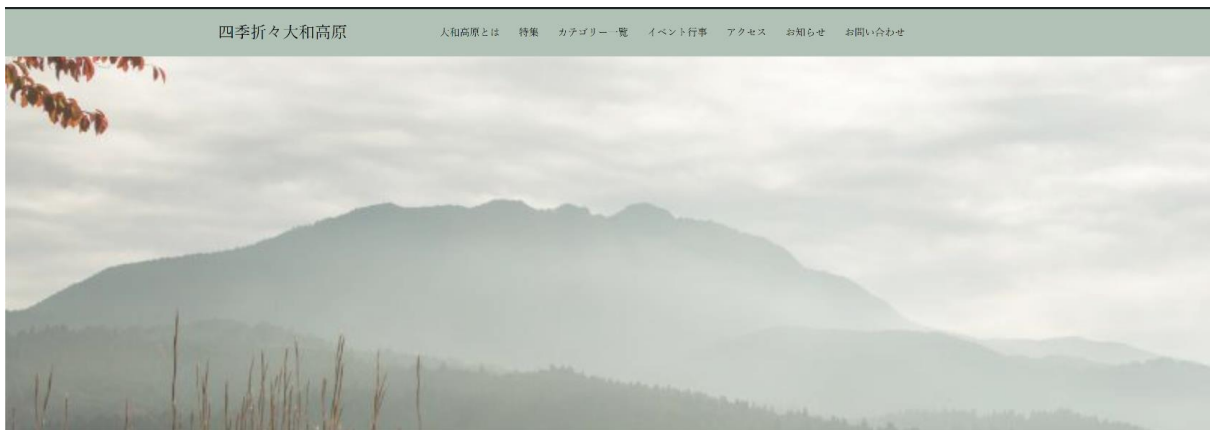 四季折々大和高原
大和高原とは 特集 カテゴリー一覧 イベント行事 アクセス お知らせ お問い合わせ